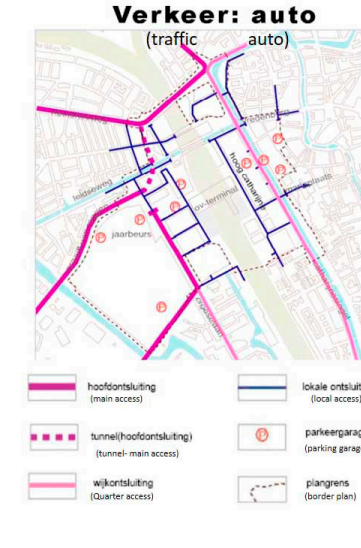 Verkeer: auto
(traffic auto)
leidseweg
hoog catharijne
ov-terminal
jaarbeurs
hoofdontsluiting
(main access)
lokale ontsluit
(local access)
tunnel(hoofdontsluiting)
(tunnel- main access)
parkeergarag
(parking garag
wijkontsluiting
(Quarter access)
plangrens
(border plan)